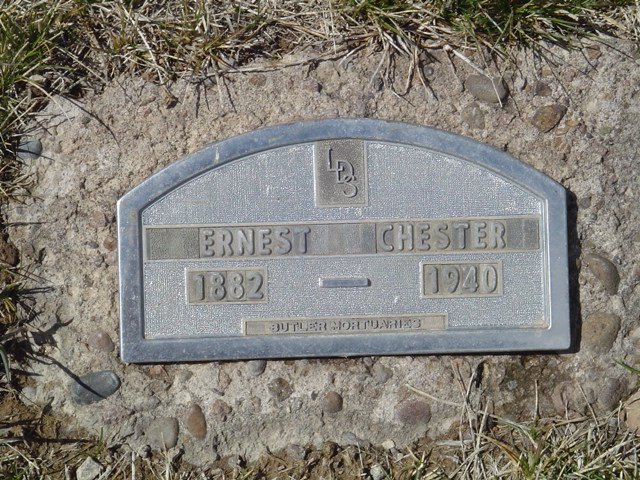 LDS
ERNEST CHESTER
1882 - 1940
BUTLER MORTUARIES